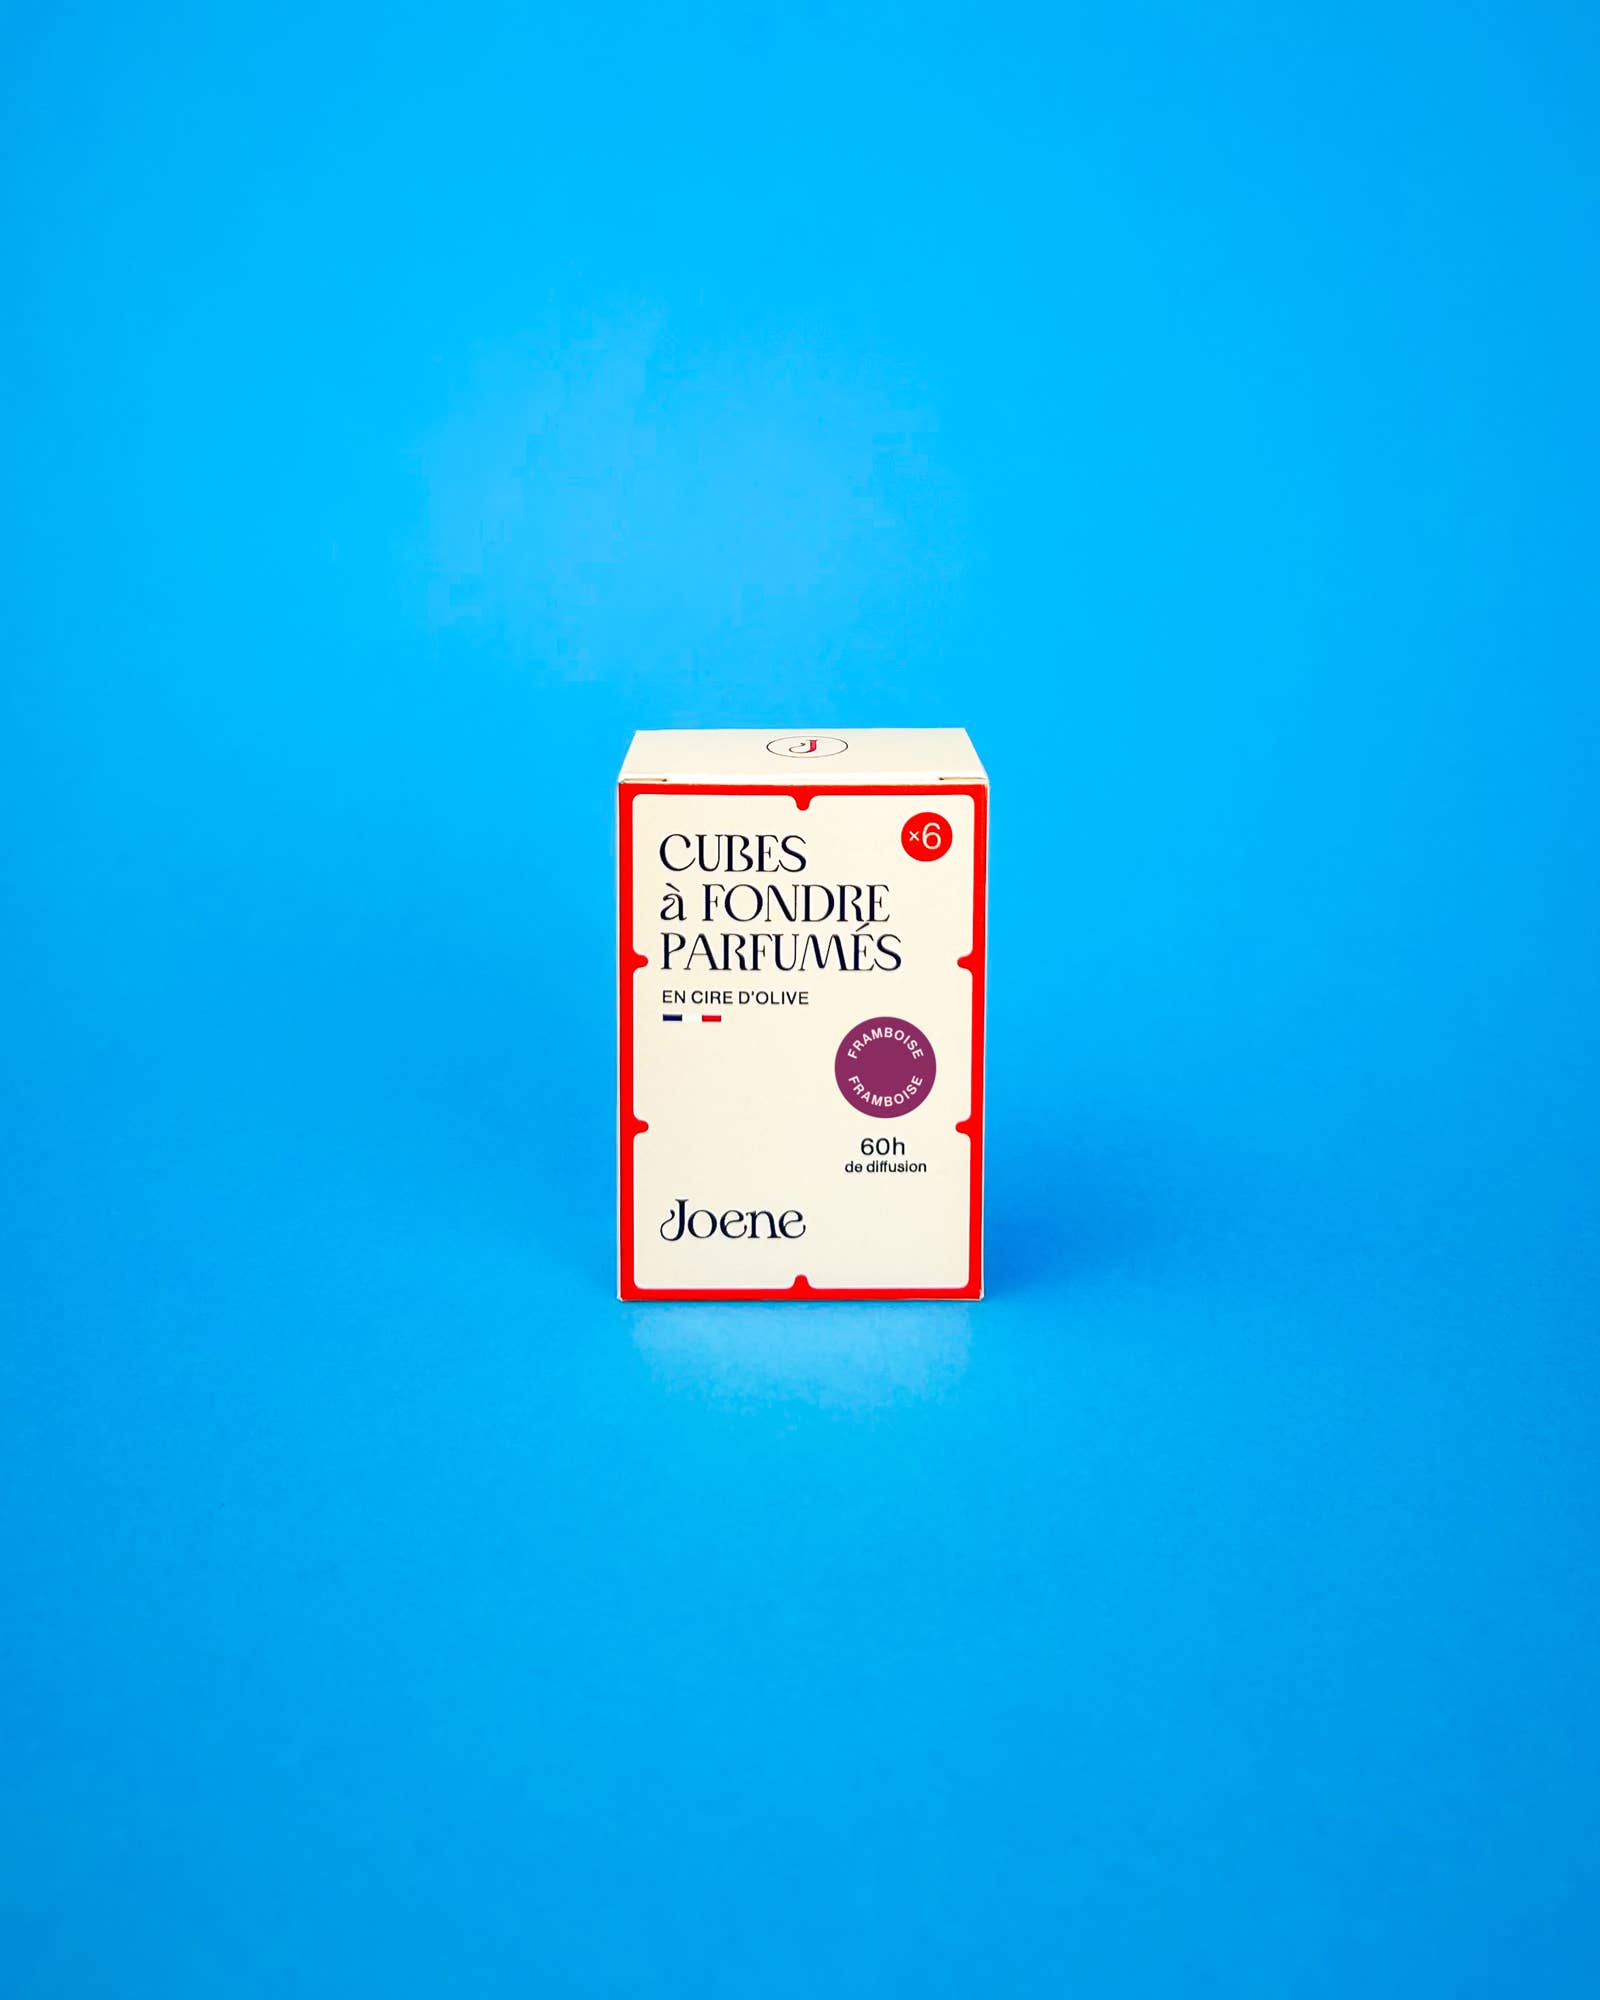 J
×6
CUBES
à FONDRE
PARFUMÉS
EN CIRE D'OLIVE
FRAMBOISE
FRAMBOISE
60h
de diffusion
Joene